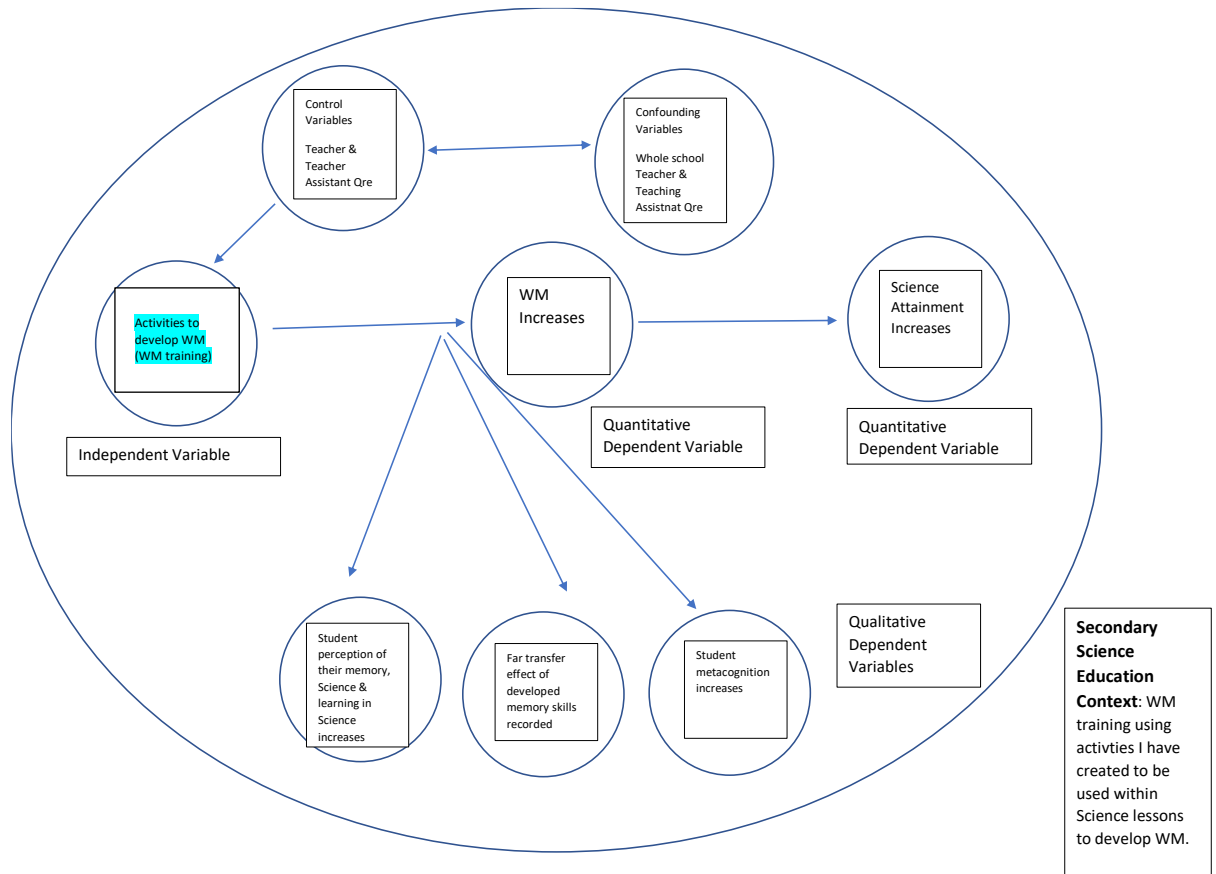 Control
Variables
Teacher &
Teacher
Assistant Qre
Confounding
Variables
Whole school
Teacher &
Teaching
Assistnat Qre
Activities to
develop WM
(WM training)
WM
Increases
Science
Attainment
Increases
Independent Variable
Quantitative
Dependent Variable
Quantitative
Dependent Variable
Student
perception of
their memory,
Science &
learning in
Science
increases
Far transfer
effect of
developed
memory skills
recorded
Student
metacognition
increases
Qualitative
Dependent
Variables
Secondary
Science
Education
Context: WM
training using
activties I have
created to be
used within
Science lessons
to develop WM.